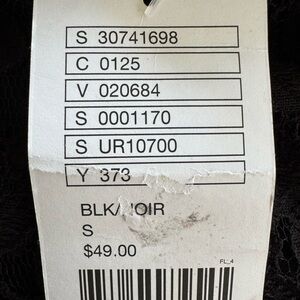 S 30741698
C 0125
V 020684
S 0001170
S UR10700
Y 373
BLK/NOIR
S
$49.00
FL_4